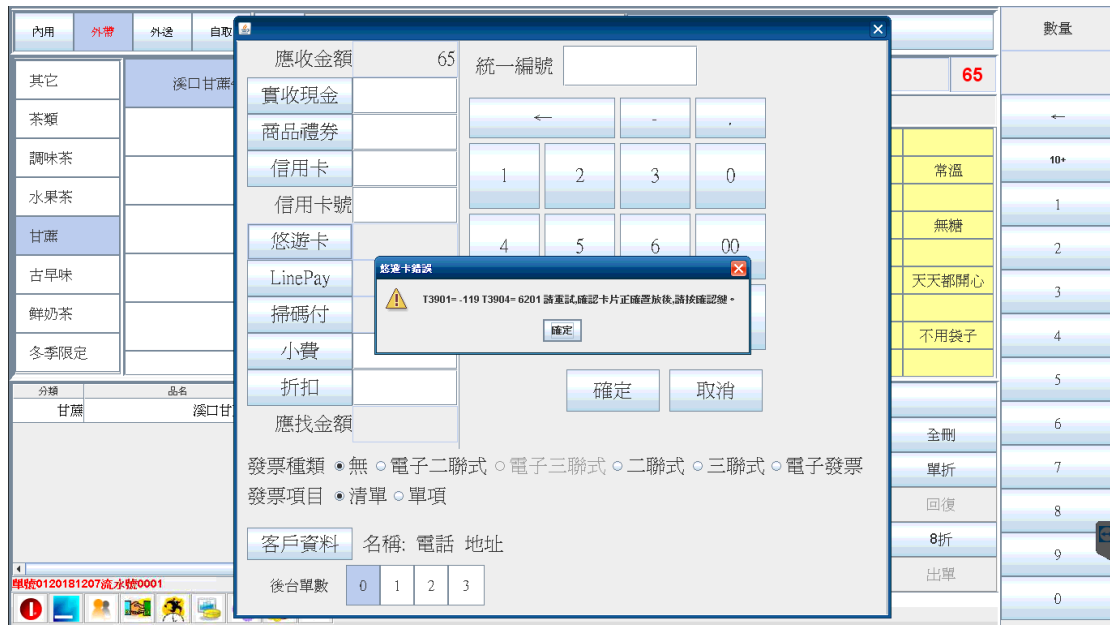 內用 外帶 外送 自取
數量
其它
茶類
調味茶
水果茶
甘蔗
古早味
鮮奶茶
冬季限定
溪口甘蔗
65
常溫
無糖
天天都開心
不用袋子
←
10+
1
2
3
4
5
6
7
8
9
0
應收金額 65
實收現金
商品禮券
信用卡
信用卡號
悠遊卡
LinePay
掃碼付
小費
折扣
應找金額
統一編號
← - .
1 2 3 0
4 5 6 00
悠遊卡錯誤
T3901= -119 T3904= 6201 請重試,確認卡片正確置放後,請按確認鍵。
確定
確定 取消
發票種類 無 電子二聯式 電子三聯式 二聯式 三聯式 電子發票
發票項目 清單 單項
客戶資料 名稱: 電話 地址
後台單數 0 1 2 3
分類 品名
甘蔗 溪口甘
全刪
單折
回復
8折
出單
單號0120181207流水號0001